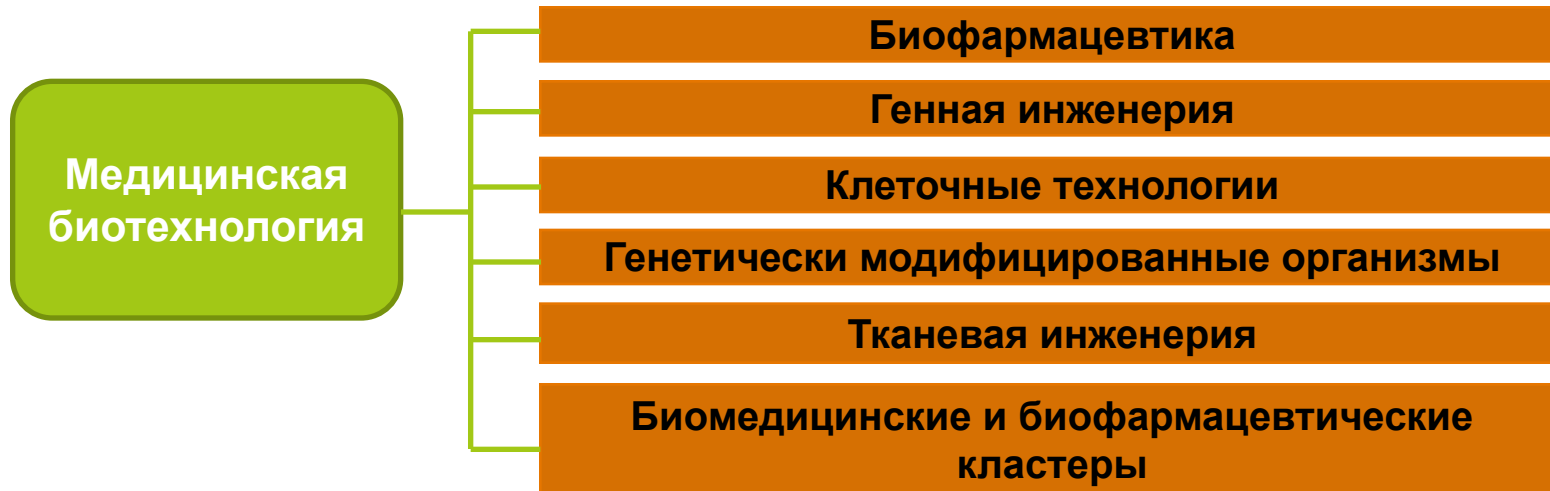 Медицинская
биотехнология
Биофармацевтика
Генная инженерия
Клеточные технологии
Генетически модифицированные организмы
Тканевая инженерия
Биомедицинские и биофармацевтические
кластеры